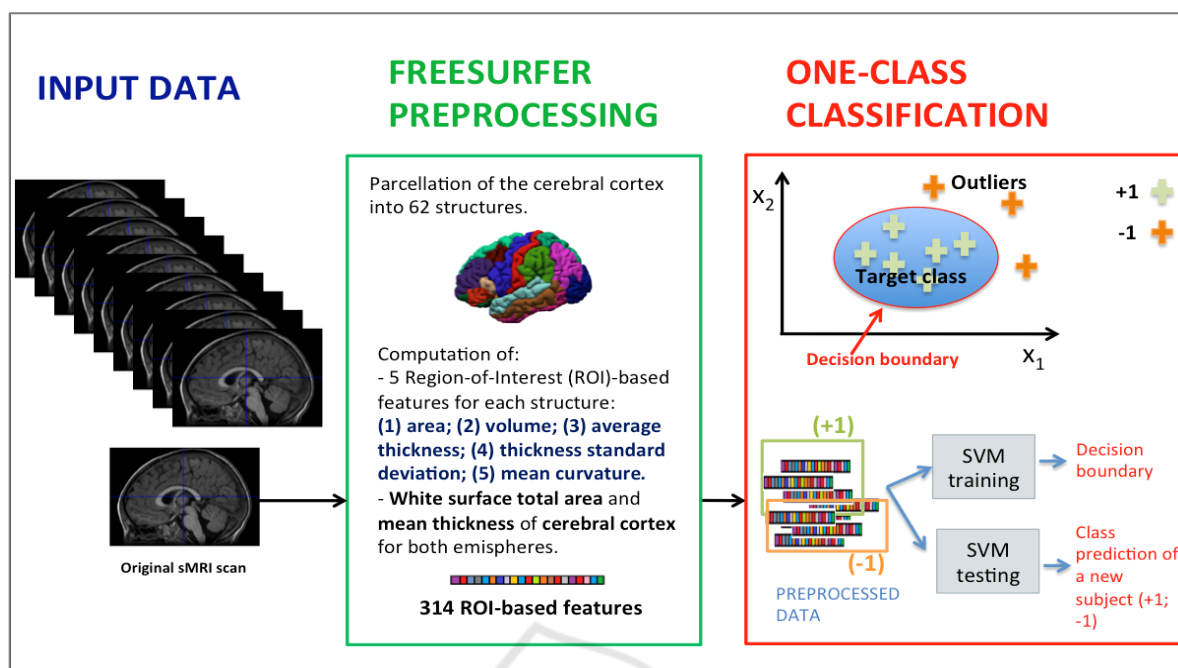 INPUT DATA
Original sMRI scan
FREESURFER
PREPROCESSING
Parcellation of the cerebral cortex
into 62 structures.
Computation of:
- 5 Region-of-Interest (ROI)-based
features for each structure:
(1) area; (2) volume; (3) average
thickness; (4) thickness standard
deviation; (5) mean curvature.
- White surface total area and
mean thickness of cerebral cortex
for both emispheres.
314 ROI-based features
ONE-CLASS
CLASSIFICATION
X2
Outliers
+1
-1
Target class
Decision boundary
X1
(+1)
(-1)
PREPROCESSED
DATA
SVM
training
Decision
boundary
SVM
testing
Class
prediction of
a new
subject (+1;
-1)